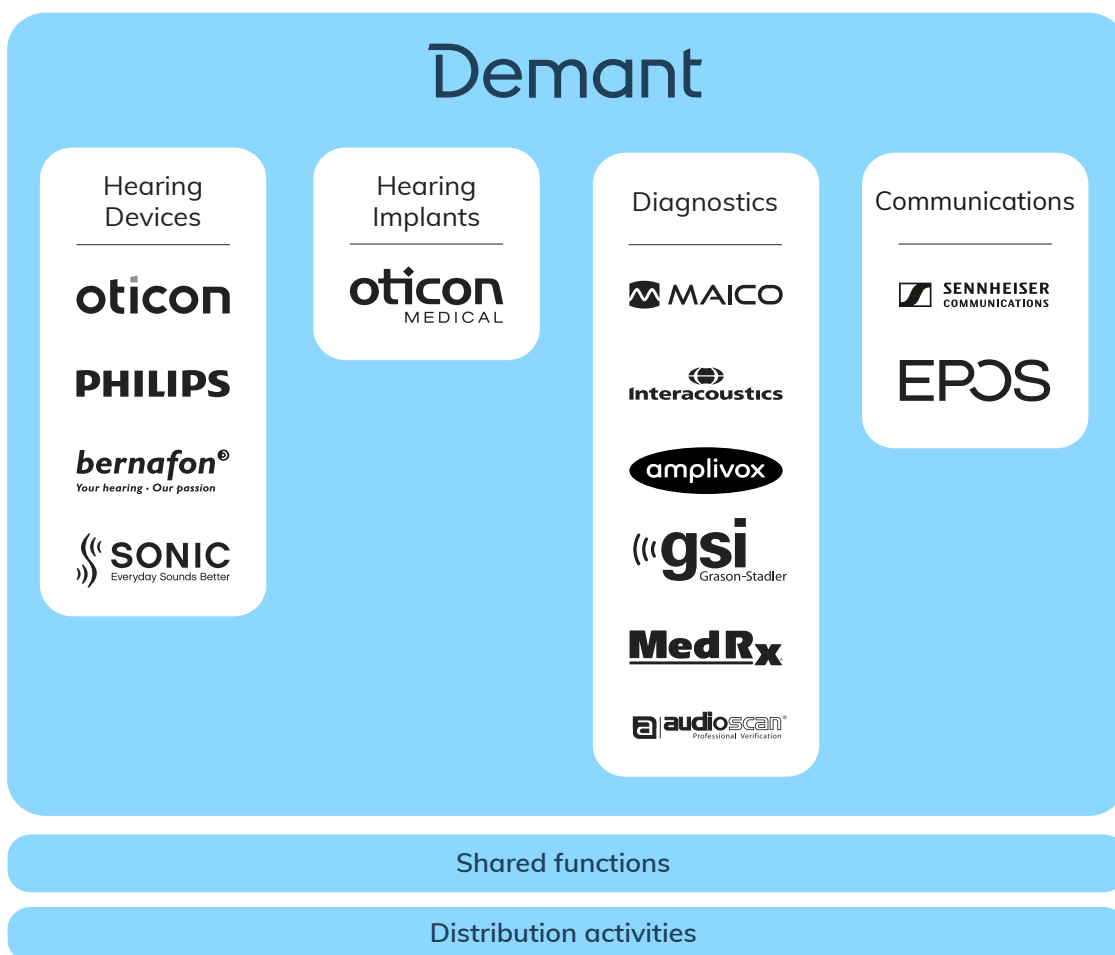 Demant
Hearing
Devices
oticon
PHILIPS
bernafon®
Your hearing · Our passion
SONIC
Everyday Sounds Better
Hearing
Implants
oticon
MEDICAL
Diagnostics
MAICO
Interacoustics
amplivox
gsi
Grason-Stadler
MedRx
audioscan®
Professional Verification
Communications
SENNHEISER
COMMUNICATIONS
EPOS
Shared functions
Distribution activities